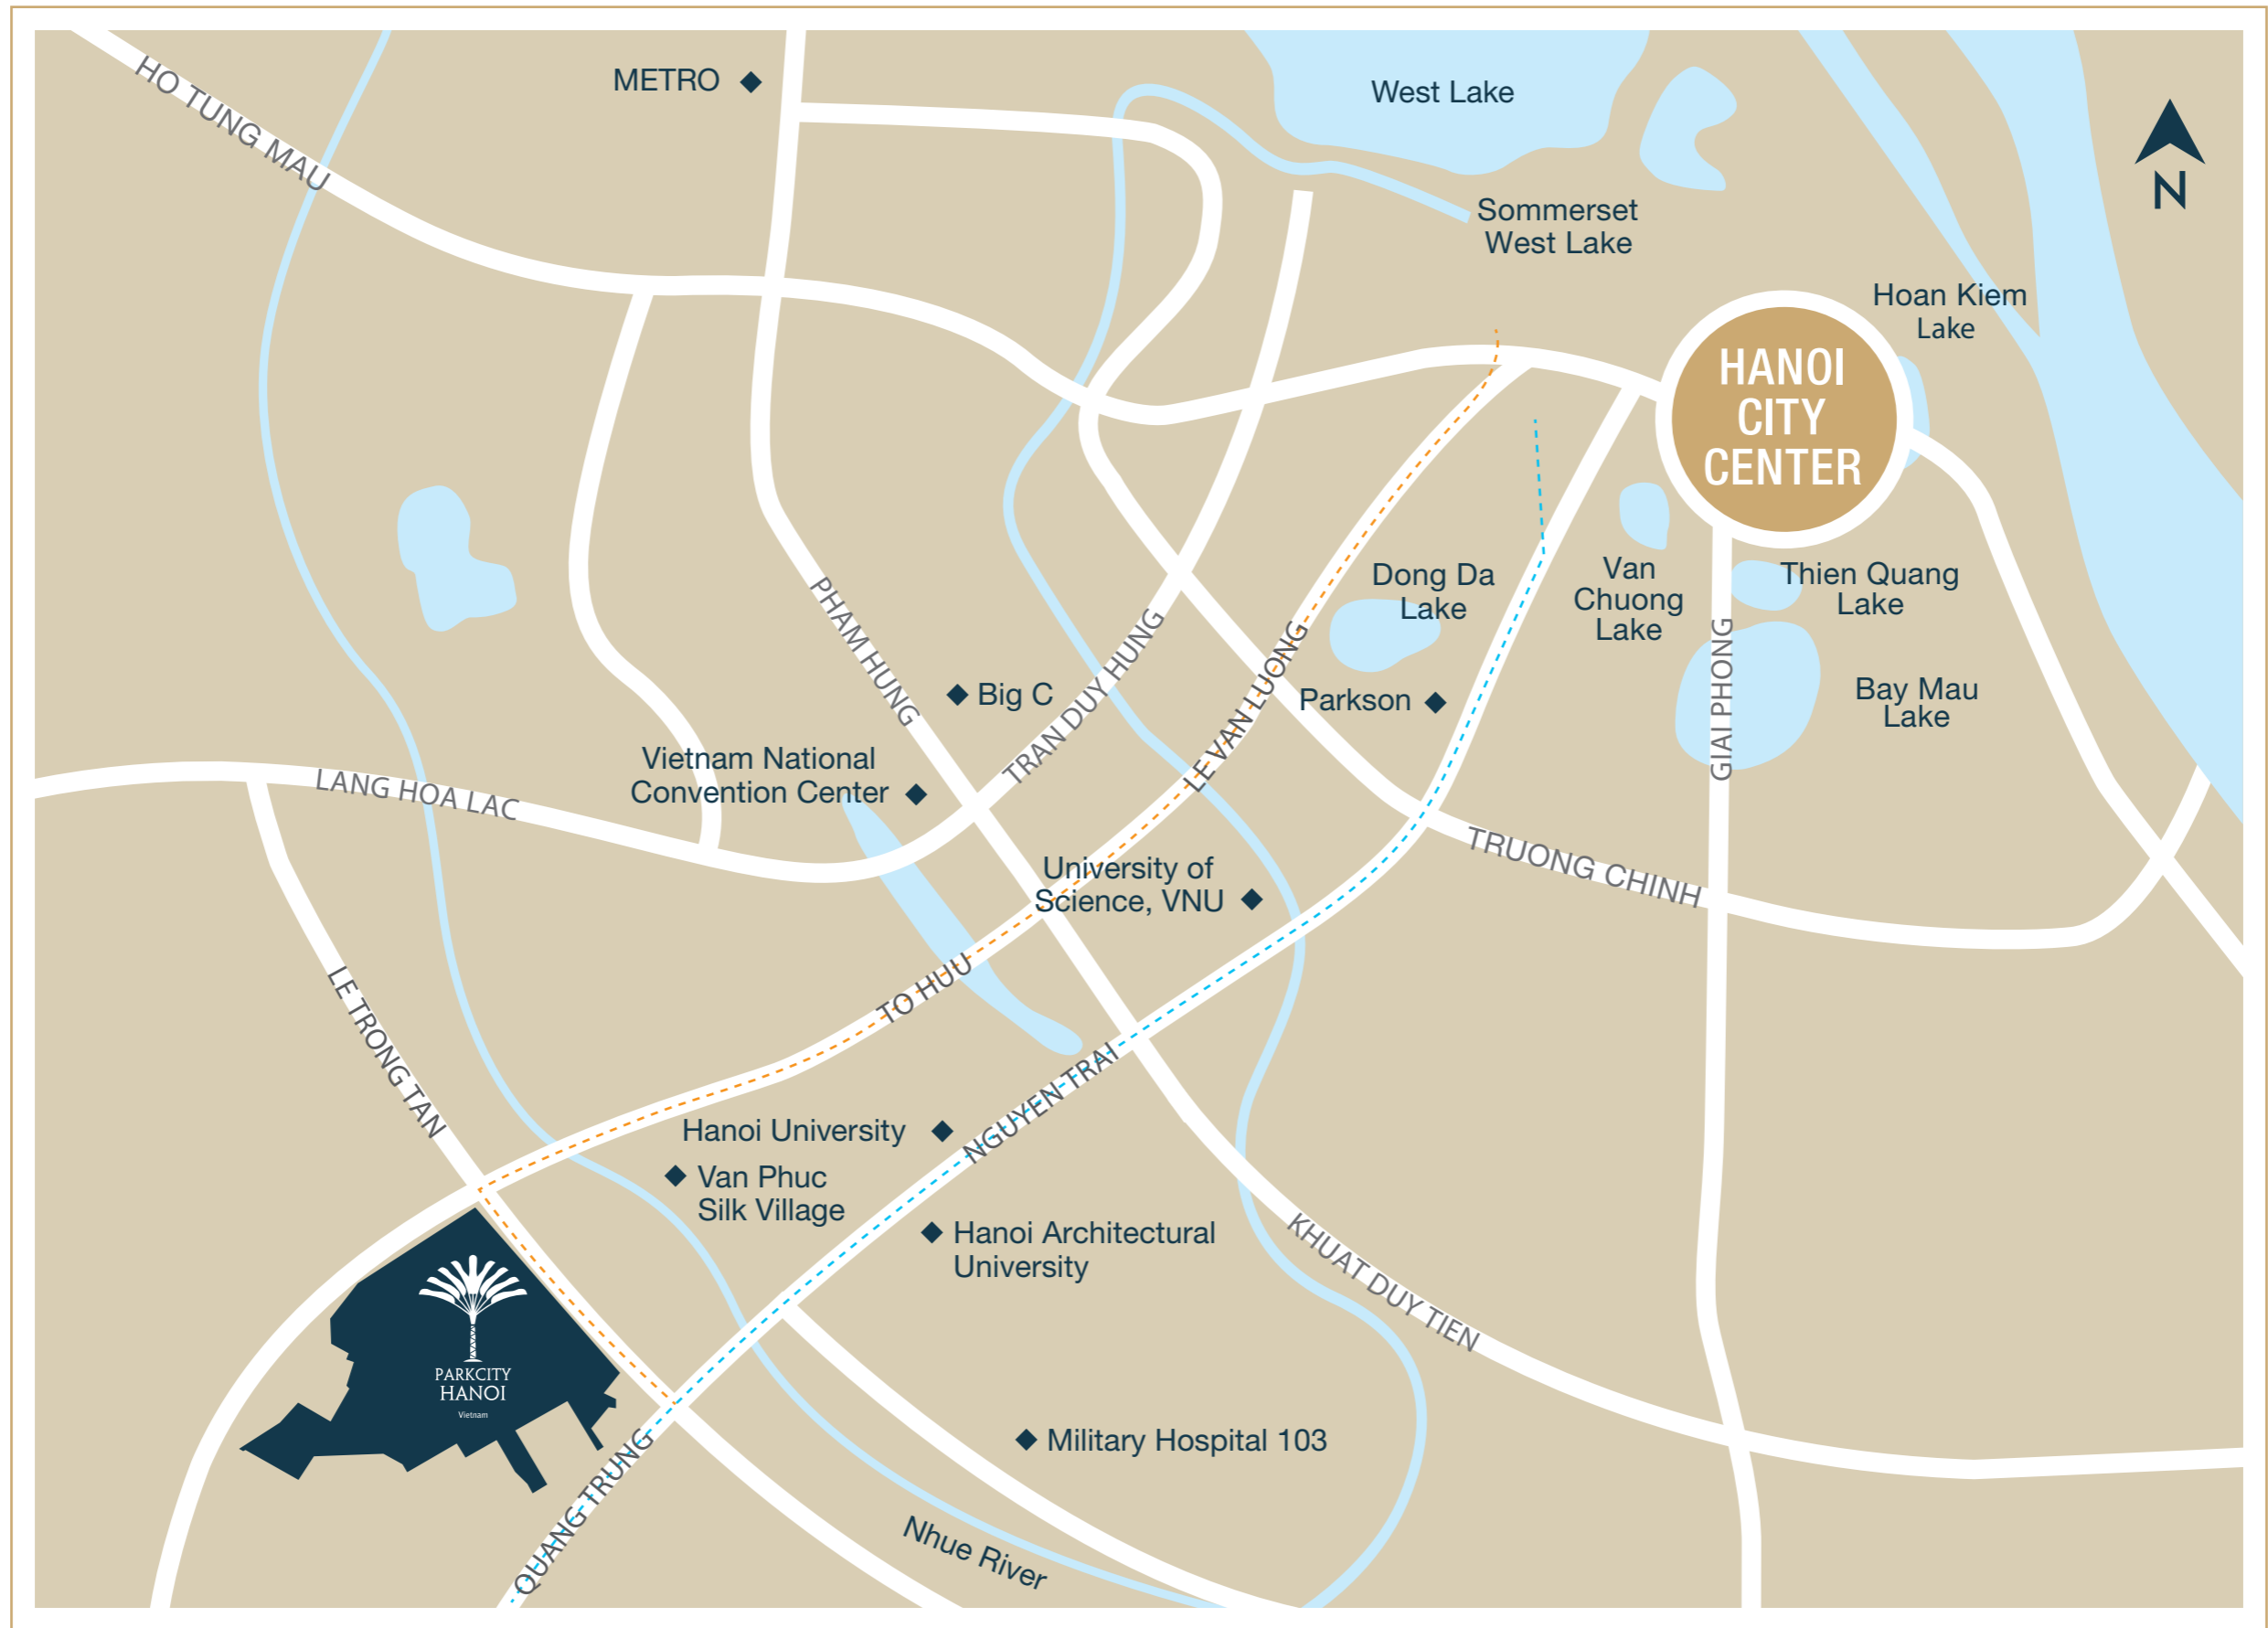 HO TUNG MAU
METRO
West Lake
N
Sommerset
West Lake
Hoan Kiem
Lake
HANOI
CITY
CENTER
PHAM HUNG
Dong Da
Lake
Van
Chuong
Lake
Thien Quang
Lake
TRAN DUY HUNG
LE VAN LUONG
GIAI PHONG
Big C
Parkson
Bay Mau
Lake
Vietnam National
Convention Center
LANG HOA LAC
University of
Science, VNU
TRUONG CHINH
LE TRONG TAN
TO HUU
NGUYEN TRAI
Hanoi University
Van Phuc
Silk Village
Hanoi Architectural
University
KHUAT DUY TIEN
PARKCITY
HANOI
Vietnam
QUANG TRUNG
Military Hospital 103
Nhue River